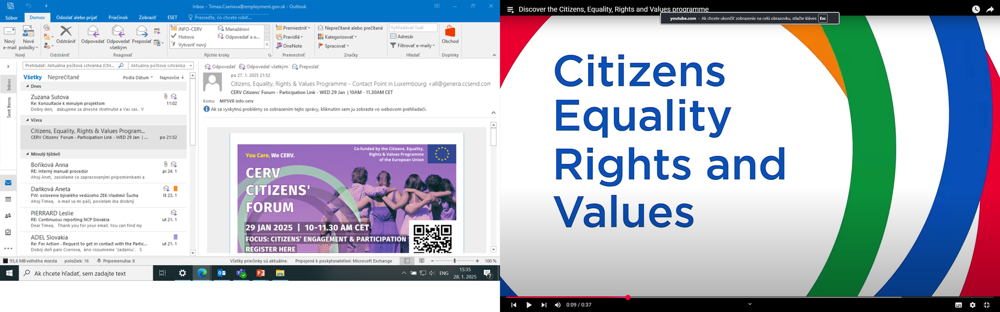 Inbox - Timea.Cseriova@employment.gov.sk - Outlook
Súbor
Domov
Odoslať alebo prijať
Priečinok
Zobraziť
ESET
Prezraďte, čo chcete robiť...
Nový e-mail
Nové položky
Odstrániť
Odpovedať
Odpovedať všetkým
Preposlať
INFO-CERV
Hotovo
Vytvoriť nový
Manažérovi
Odpovedať a o...
Premiestniť
Pravidlá
OneNote
Neprečítané alebo prečítané
Kategorizovať
Spracovať
Vyhľadávať ľudí
Adresár
Filtrovať e-maily
Obchod
Nový
Odstrániť
Reagovať
Rýchle kroky
Premiestniť
Značky
Hľadať
Doplnky
Inbox
Sent Items
Prehľadať: Aktuálna poštová schránka (Ctrl...
Aktuálna poštová schránka
Všetky
Neprečítané
Podľa Dátum
Najnovšie
Dnes
Zuzana Sutova
Re: Konzultacie k minulym projektom
11:02
Dobry den, dakujeme za dnesne stretnutie a Vas cas. V
Včera
Citizens, Equality, Rights & Values Program...
CERV Citizens' Forum - Participation Link - WED 29 Jan | ...
po 21:52
Minulý týždeň
Boňková Anna
RE: Interný manuál procedúr
pi 24. 1
Ahoj Anet, zasielame so zapracovanými pripomienkami a
Daňková Aneta
FW: oslovenie bývalého vedúceho ZEK-Vladimír Šucha
št 23. 1
Ahoj Timea, e-mail sa mi páči, posielam iba drobný
PIERRARD Leslie
RE: Continuous reporting NCP Slovakia
ut 21. 1
Dear Timea, Thank you for your email. You can find my
ADEL Slovakia
Re: For Action - Request to get in contact with the Partic...
ut 21. 1
Dobrý deň pani Cseriova, áno rozumieme "zadaniu". S
Odpovedať
Odpovedať všetkým
Preposlať
po 27. 1. 2025 21:52
Citizens, Equality, Rights & Values Programme - Contact Point in Luxembourg <all@genera.ccsend.com
CERV Citizens' Forum - Participation Link - WED 29 Jan | 10AM - 11.30AM CET
Komu MPSVR info-cerv
Ak sa vyskytnú problémy so zobrazením tejto správy, kliknutím sem ju zobrazte vo webovom prehliadači.
You Care. We CERV.
Co-funded by the Citizens, Equality,
Rights & Values Programme
of the European Union
CERV
CITIZENS'
FORUM
29 JAN 2025 | 10-11.30 AM CET
FOCUS: CITIZENS' ENGAGEMENT & PARTICIPATION
REGISTER HERE
93,6 MB voľného miesta
položiek: 16
Pripomenutia: 8
Všetky priečinky sú aktuálne.
Pripojené k poskytovateľovi: Microsoft Exchange
100 %
Ak chcete hľadať, sem zadajte text
ENG
15:35
28. 1. 2025
7
Discover the Citizens, Equality, Rights and Values programme
youtube.com - Ak chcete ukončiť zobrazenie na celú obrazovku, stlačte kláves Esc
Citizens
Equality
Rights and
Values
0:09 / 0:37